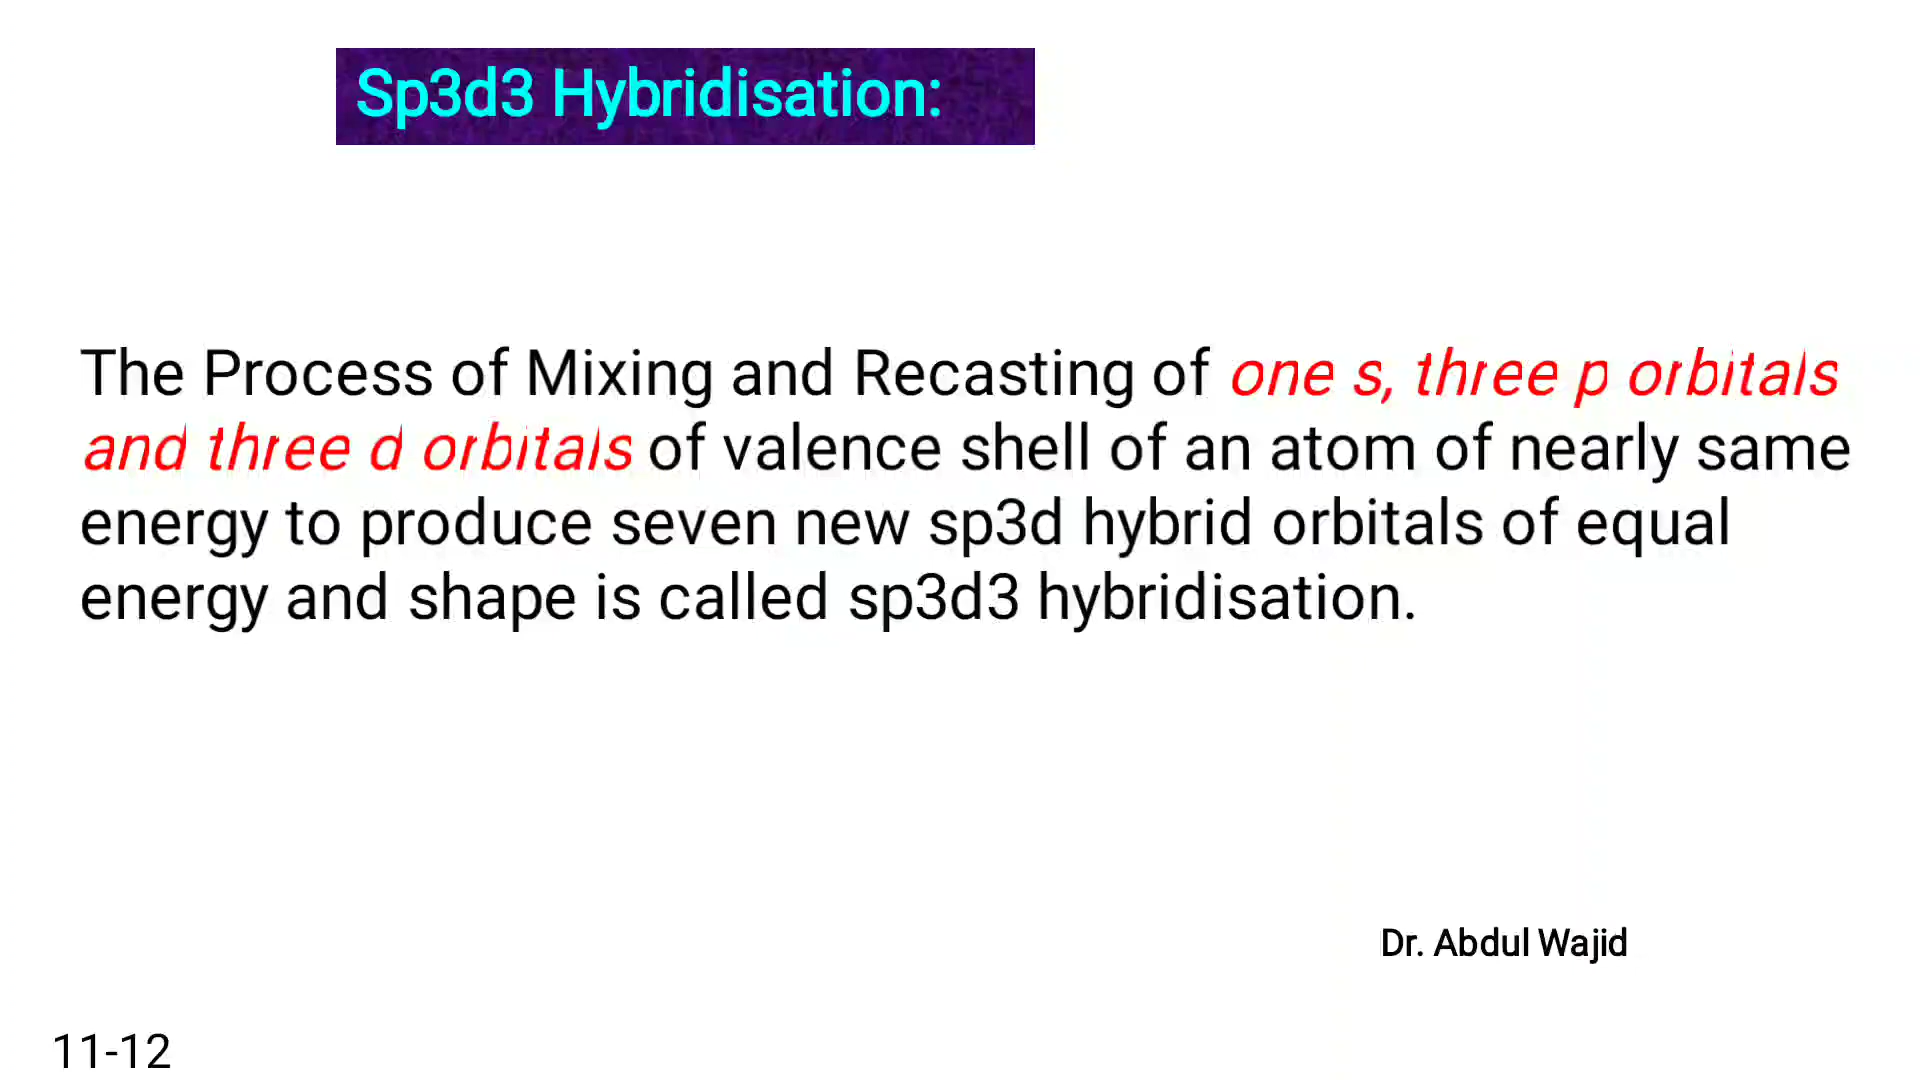 Sp3d3 Hybridisation:
The Process of Mixing and Recasting of one s, three p orbitals
and three d orbitals of valence shell of an atom of nearly same
energy to produce seven new sp3d hybrid orbitals of equal
energy and shape is called sp3d3 hybridisation.
Dr. Abdul Wajid
11-12